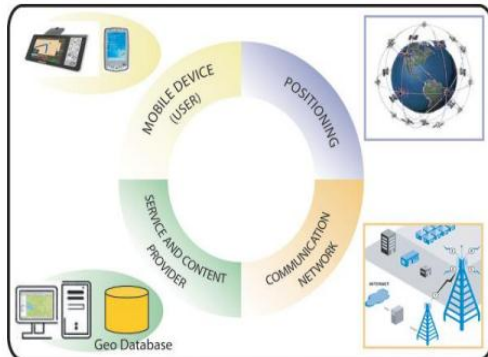 MOBILE DEVICE
(USER)
POSITIONING
SERVICE AND CONTENT
PROVIDER
COMMUNICATION
NETWORK
INTERNET
Geo Database